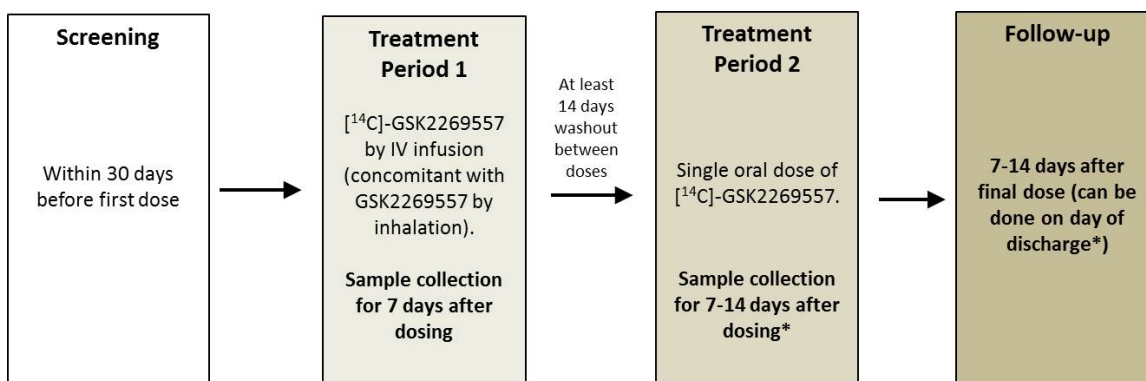 Screening
Within 30 days
before first dose
Treatment
Period 1
[¹⁴C]-GSK2269557
by IV infusion
(concomitant with
GSK2269557 by
inhalation).
Sample collection
for 7 days after
dosing
At least
14 days
washout
between
doses
Treatment
Period 2
Single oral dose of
[¹⁴C]-GSK2269557.
Sample collection
for 7-14 days after
dosing*
Follow-up
7-14 days after
final dose (can be
done on day of
discharge*)